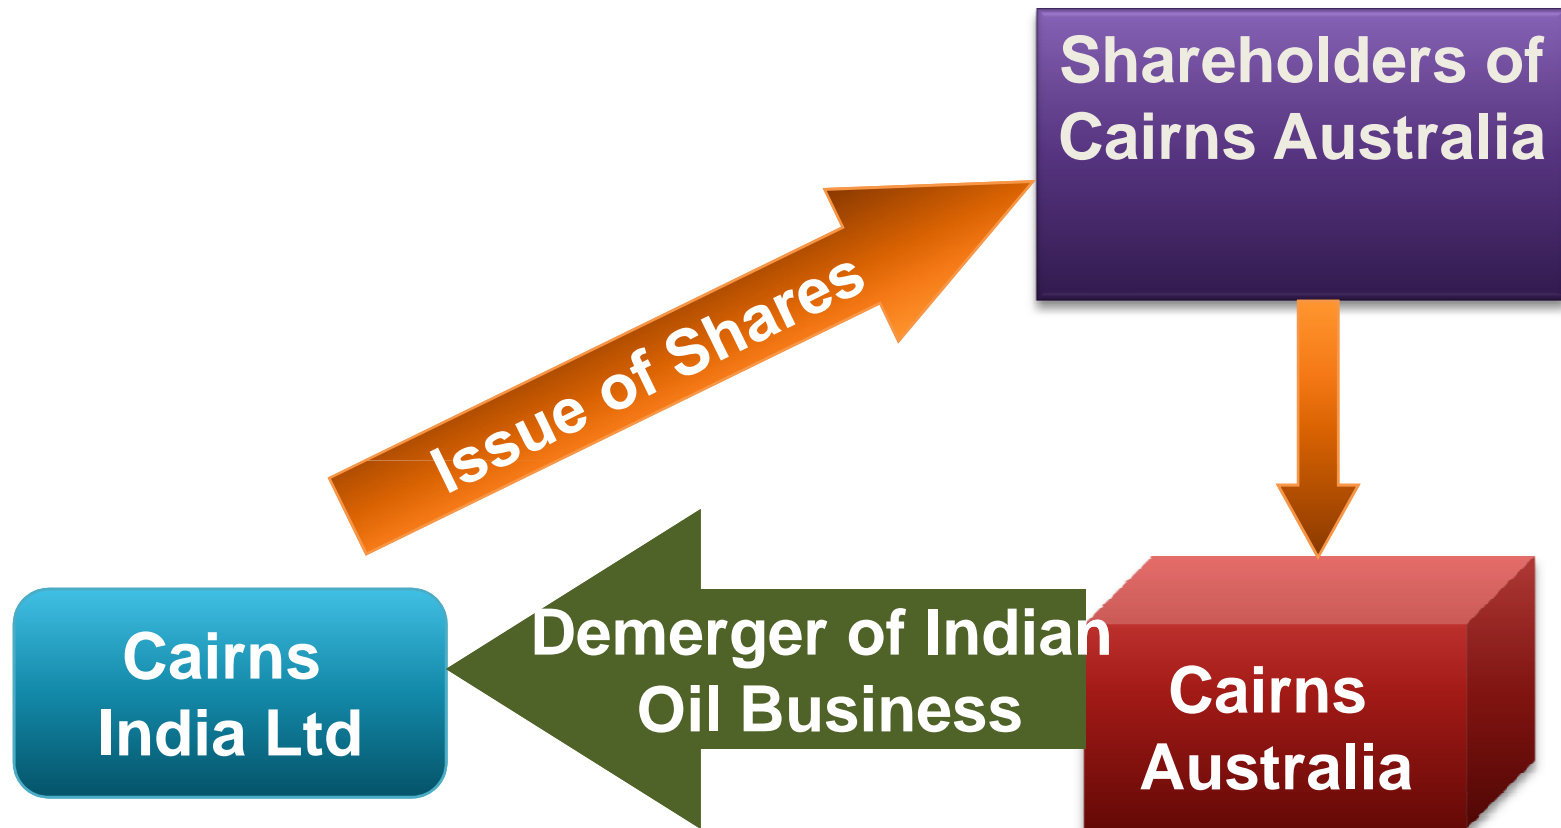 Shareholders of
Cairns Australia
Issue of Shares
Demerger of Indian
Oil Business
Cairns
India Ltd
Cairns
Australia